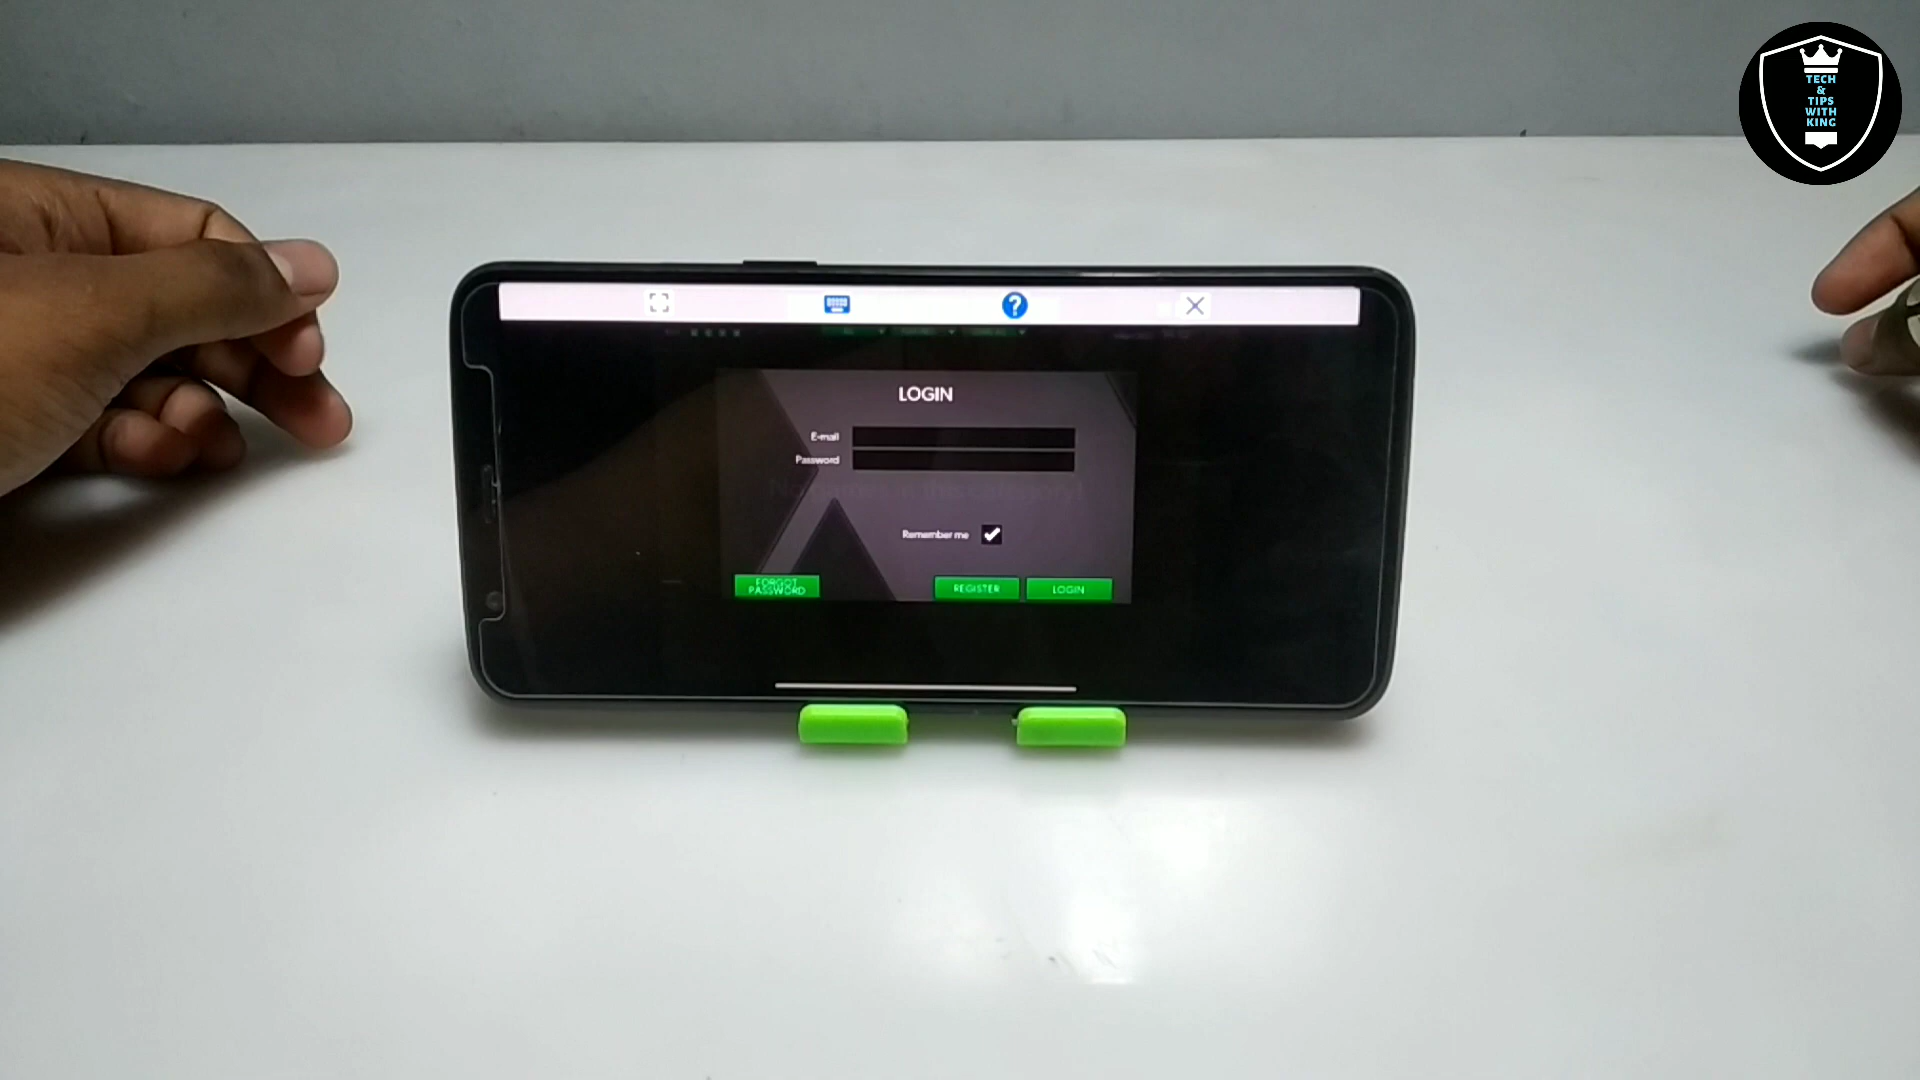 TECH
&
TIPS
WITH
KING
?
LOGIN
E-mail
Password
Remember me
FORGOT
PASSWORD
REGISTER
LOGIN